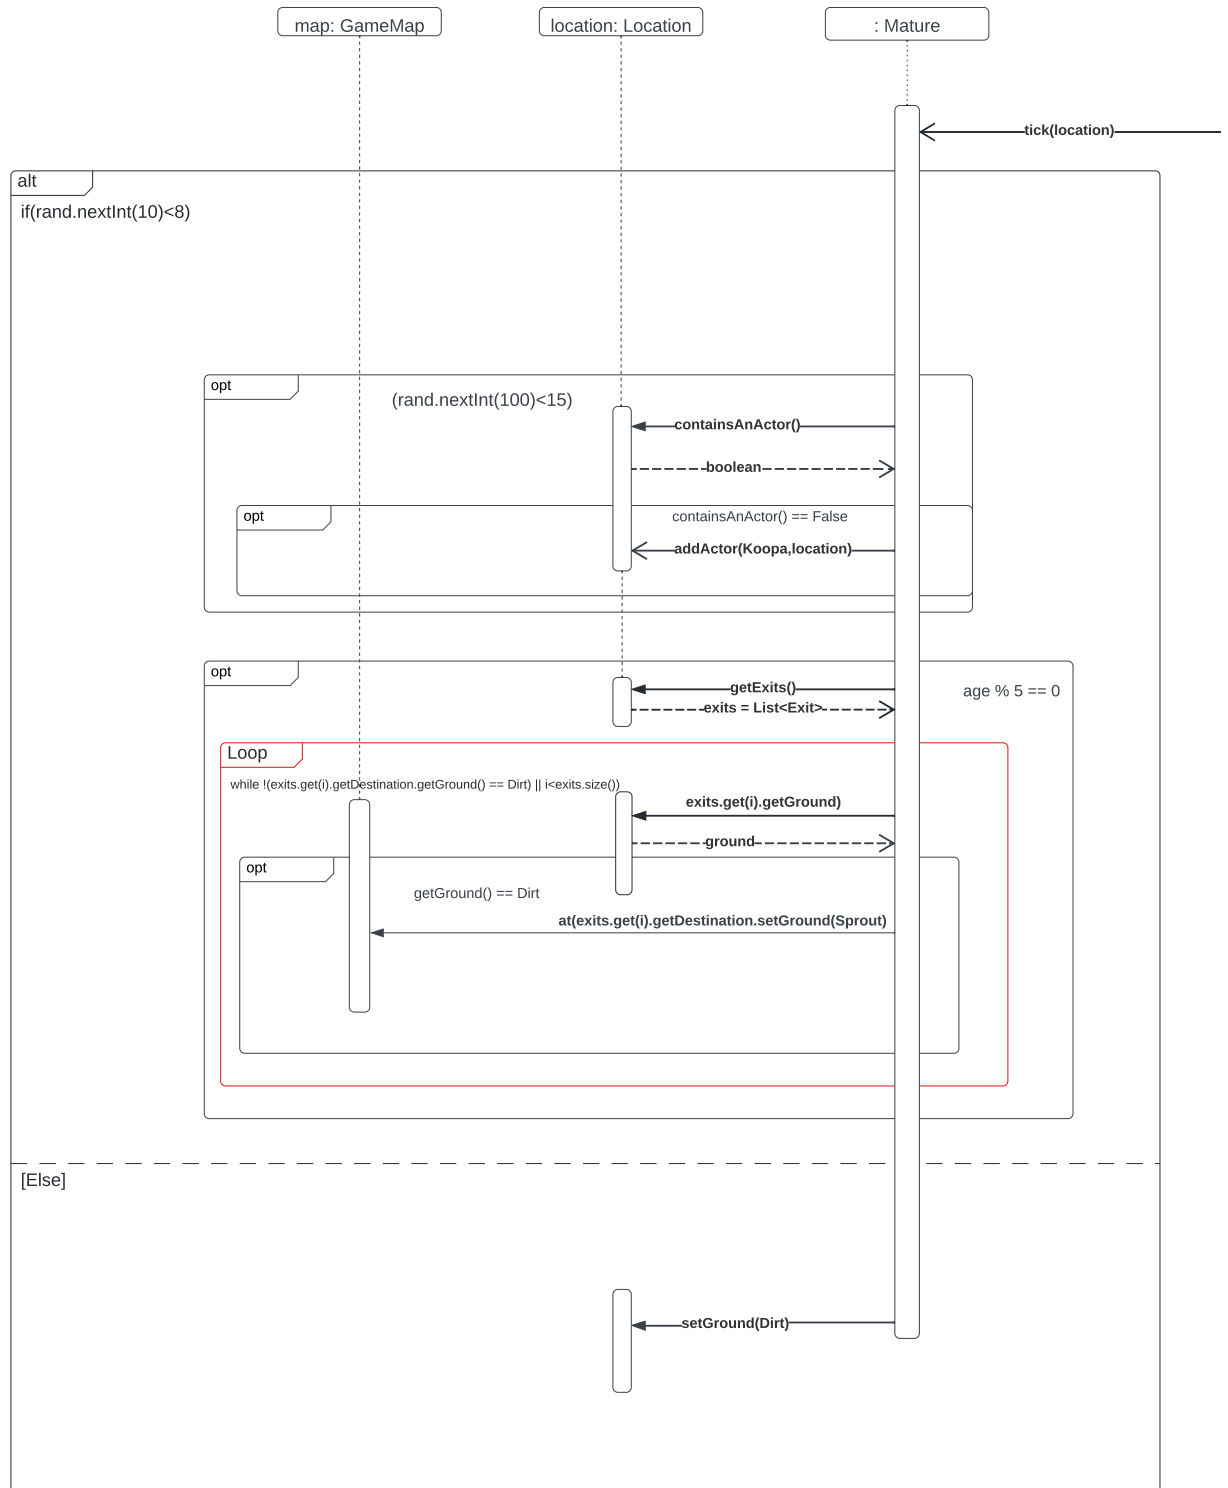 map: GameMap
location: Location
: Mature
tick(location)
alt
if(rand.nextInt(10)<8)
opt
(rand.nextInt(100)<15)
containsAnActor()
boolean
opt
containsAnActor() == False
addActor(Koopa,location)
opt
getExits()
age % 5 == 0
exits = List<Exit>
Loop
while !(exits.get(i).getDestination.getGround() == Dirt) || i<exits.size())
exits.get(i).getGround)
ground
opt
getGround() == Dirt
at(exits.get(i).getDestination.setGround(Sprout)
[Else]
setGround(Dirt)